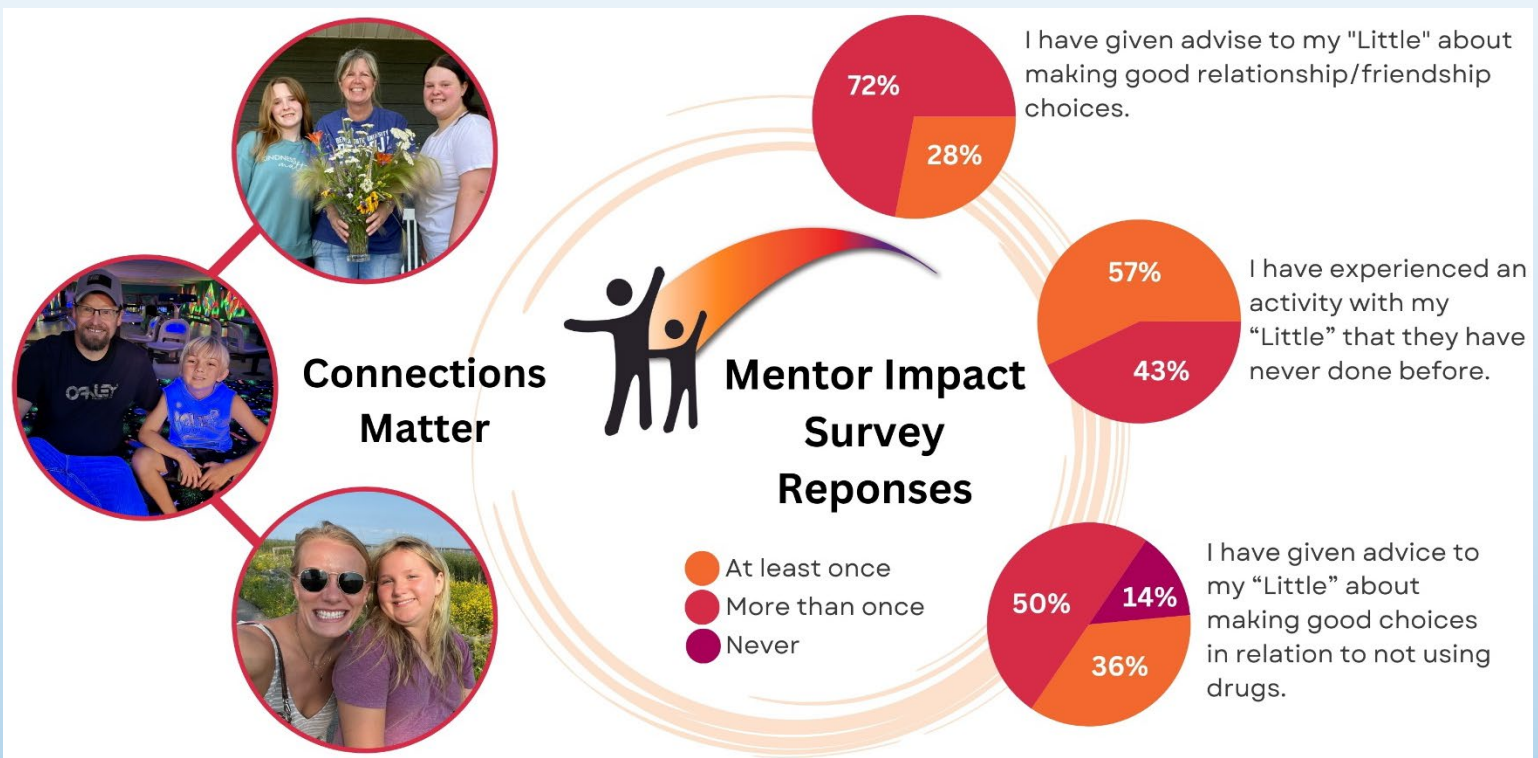 Connections
Matter
Mentor Impact
Survey
Reponses
At least once
More than once
Never
72%
28%
I have given advise to my "Little" about
making good relationship/friendship
choices.
57%
43%
I have experienced an
activity with my
“Little” that they have
never done before.
50%
14%
36%
I have given advice to
my “Little” about
making good choices
in relation to not using
drugs.
OAKLEY